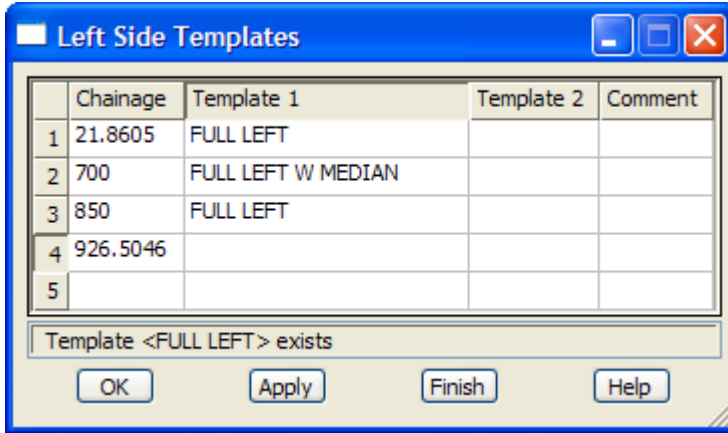 Left Side Templates
Chainage Template 1 Template 2 Comment
1 21.8605 FULL LEFT
2 700 FULL LEFT W MEDIAN
3 850 FULL LEFT
4 926.5046
5
Template <FULL LEFT> exists
OK Apply Finish Help